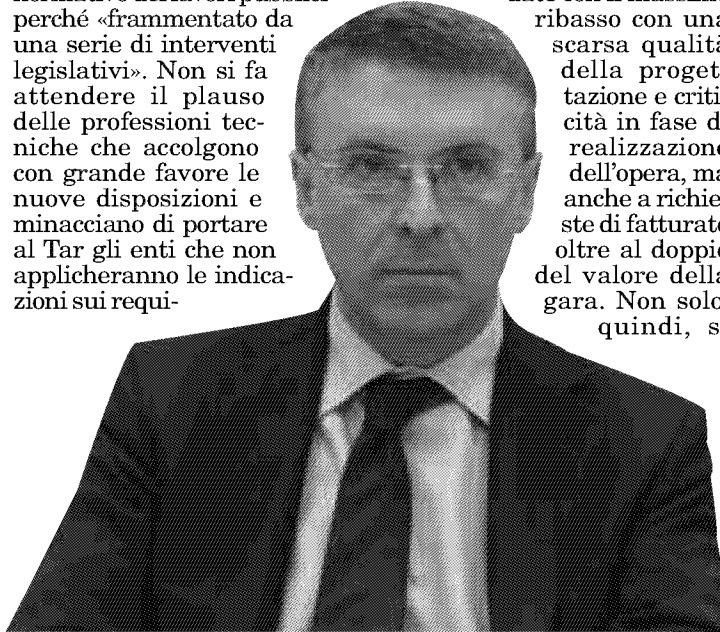 perché «frammentato da
una serie di interventi
legislativi». Non si fa
attendere il plauso
delle professioni tec-
niche che accolgono
con grande favore le
nuove disposizioni e
minacciano di portare
al Tar gli enti che non
applicheranno le indica-
zioni sui requi-
ribasso con una
scarsa qualità
della proget-
tazione e criti-
cità in fase d
realizzazione
dell'opera, ma
anche a richie-
ste di fatturato
oltre al doppio
del valore della
gara. Non solo
quindi, s